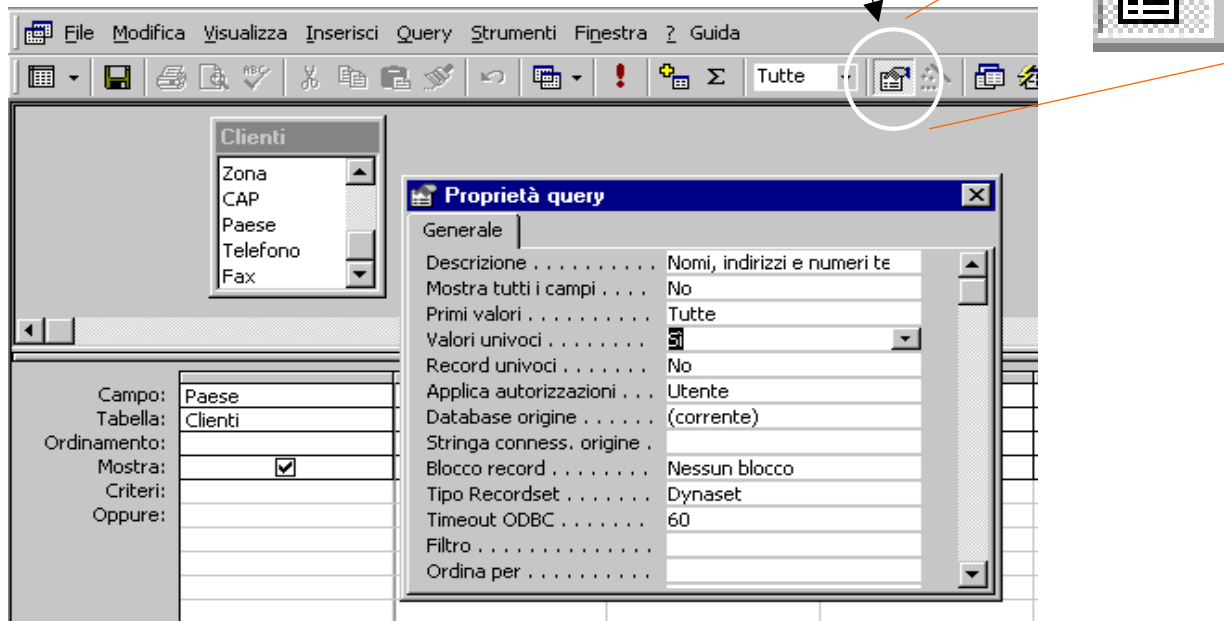 File Modifica Visualizza Inserisci Query Strumenti Finestra ? Guida
ABC Σ Tutte
Clienti
Zona
CAP
Paese
Telefono
Fax
Proprietà query
Generale
Descrizione . . . . . . . . . . Nomi, indirizzi e numeri te
Mostra tutti i campi . . . . No
Primi valori . . . . . . . . . . Tutte
Valori univoci . . . . . . . . Sì
Record univoci . . . . . . . No
Applica autorizzazioni . . . Utente
Database origine . . . . . . (corrente)
Stringa conness. origine .
Blocco record . . . . . . . . Nessun blocco
Tipo Recordset . . . . . . . Dynaset
Timeout ODBC . . . . . . . 60
Filtro . . . . . . . . . . . . . . .
Ordina per . . . . . . . . . .
Campo: Paese
Tabella: Clienti
Ordinamento:
Mostra:
Criteri:
Oppure: